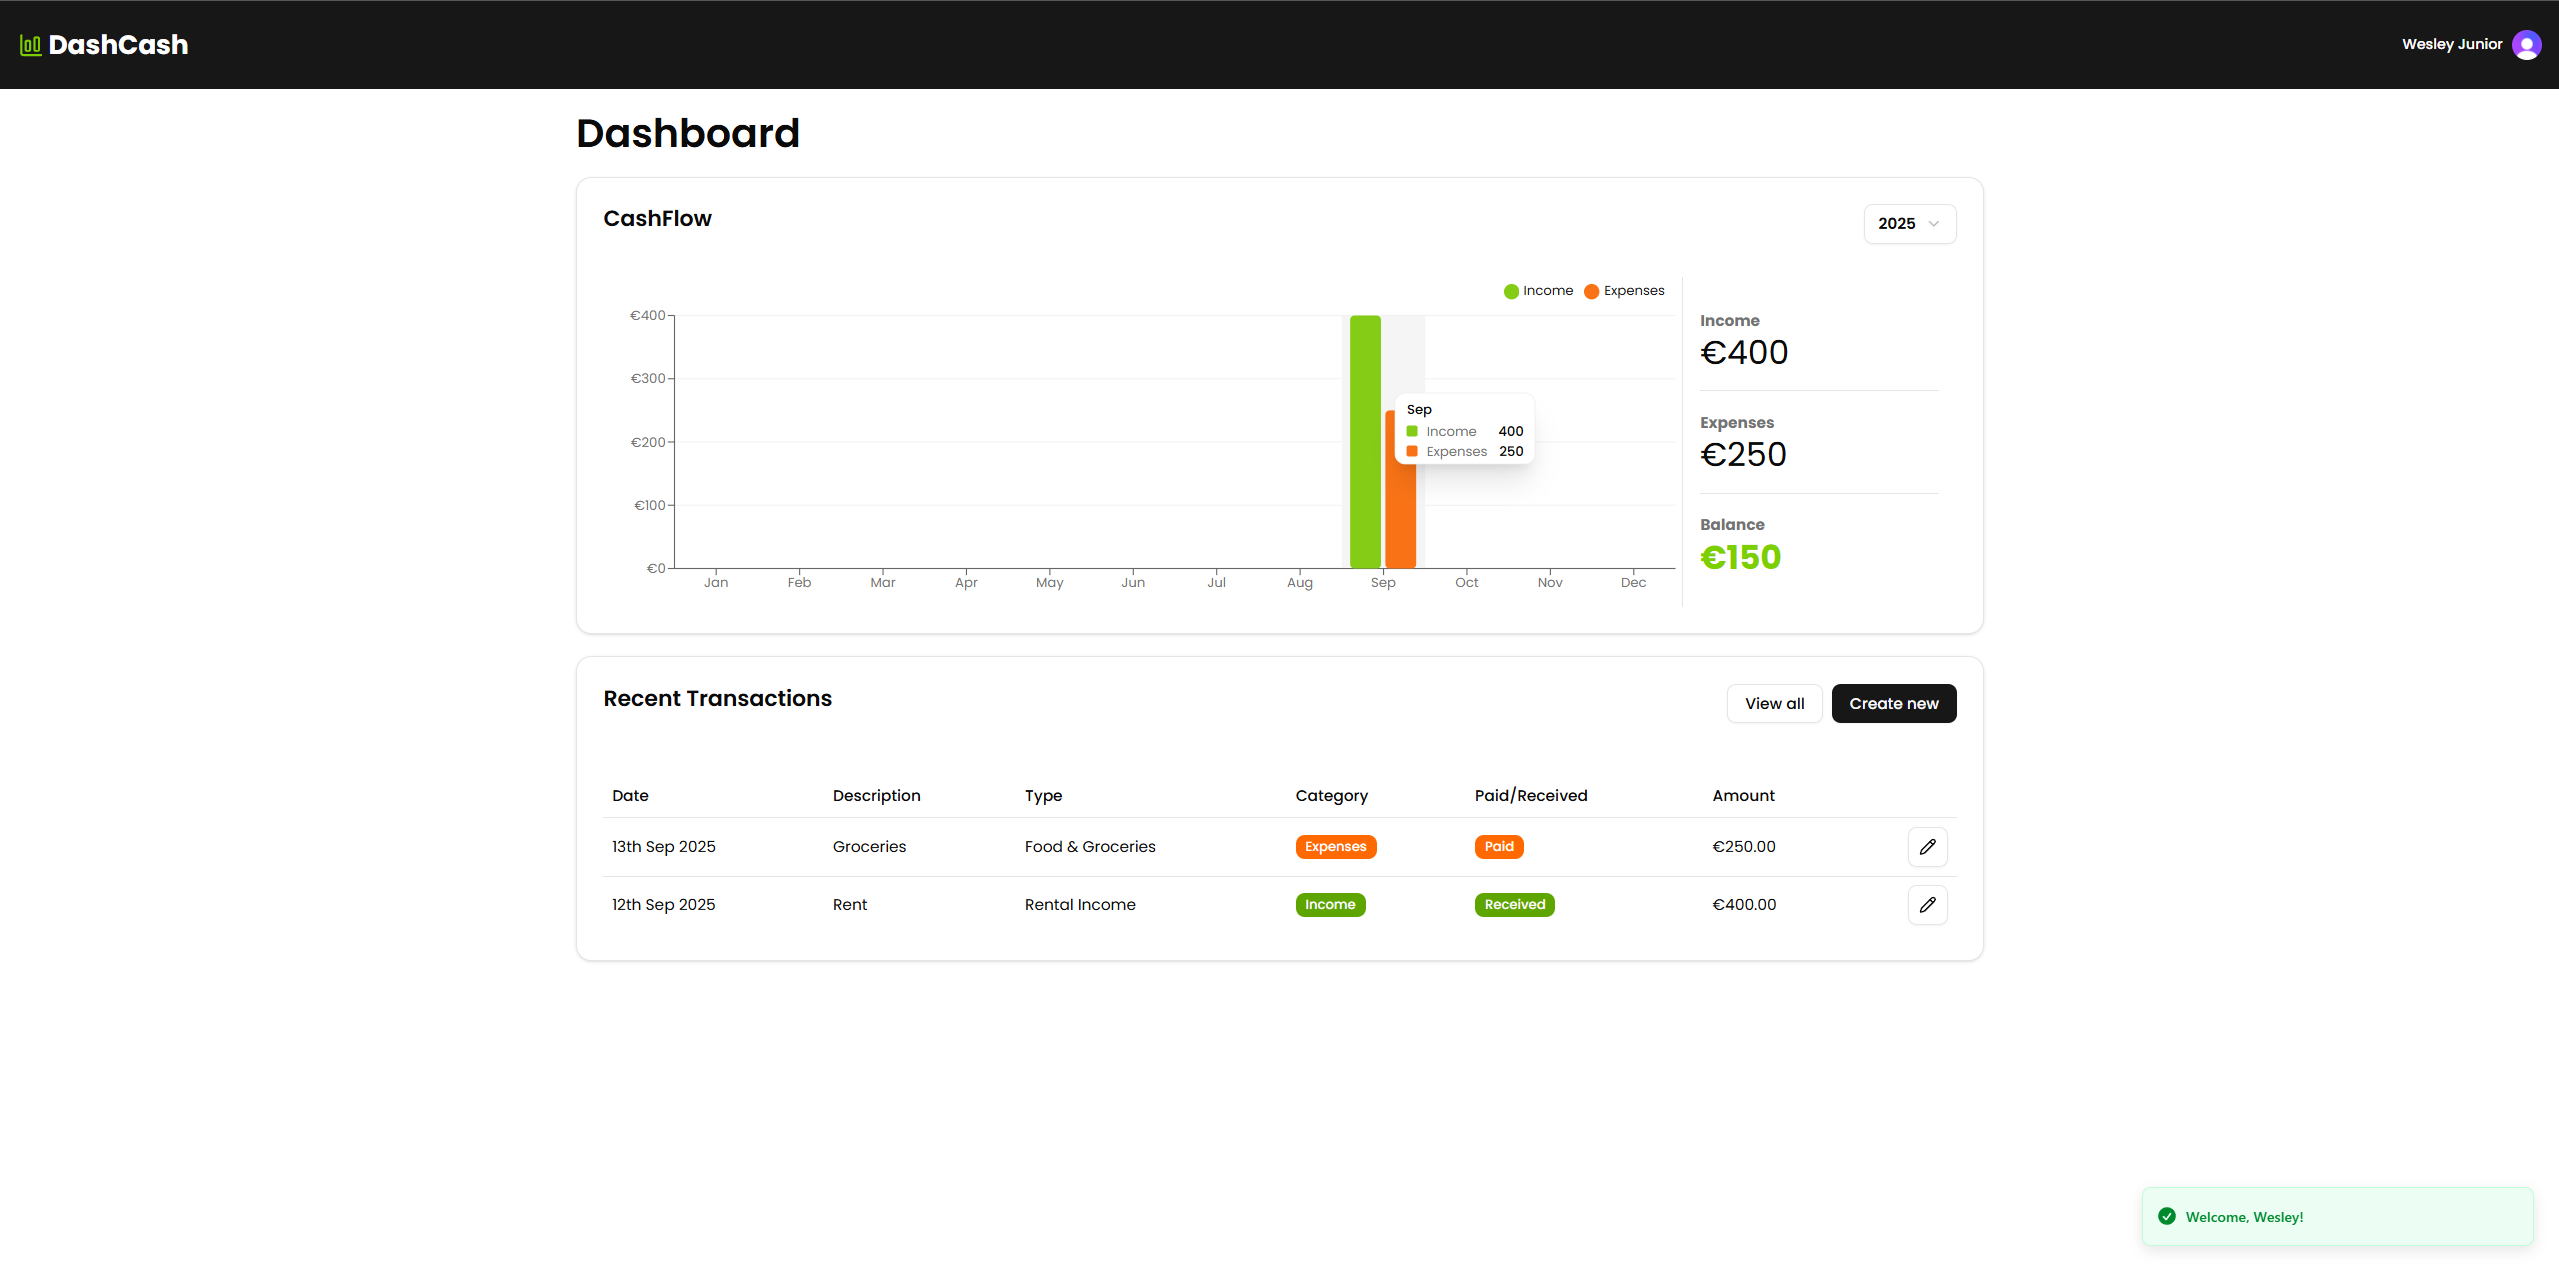 DashCash
Wesley Junior
Dashboard
CashFlow
2025
Income Expenses
€400
€300
€200
€100
€0
Jan Feb Mar Apr May Jun Jul Aug Sep Oct Nov Dec
Sep
Income 400
Expenses 250
Income
€400
Expenses
€250
Balance
€150
Recent Transactions
View all
Create new
Date Description Type Category Paid/Received Amount
13th Sep 2025 Groceries Food & Groceries Expenses Paid €250.00
12th Sep 2025 Rent Rental Income Income Received €400.00
Welcome, Wesley!